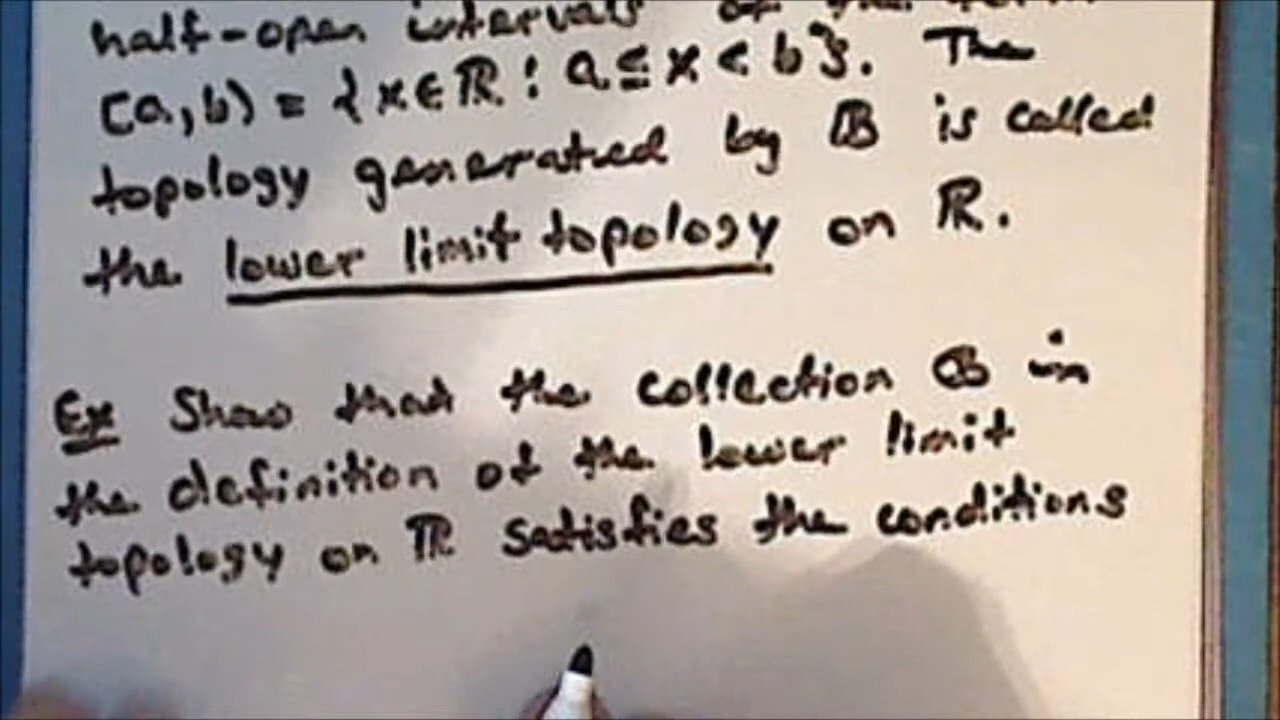 half-open intervals of the form
[a,b) = {x∈ℝ : a≤x<b}. The
topology generated by 𝔹 is called
the lower limit topology on ℝ.
Ex Show that the collection 𝔹 in
the definition of the lower limit
topology on ℝ satisfies the conditions